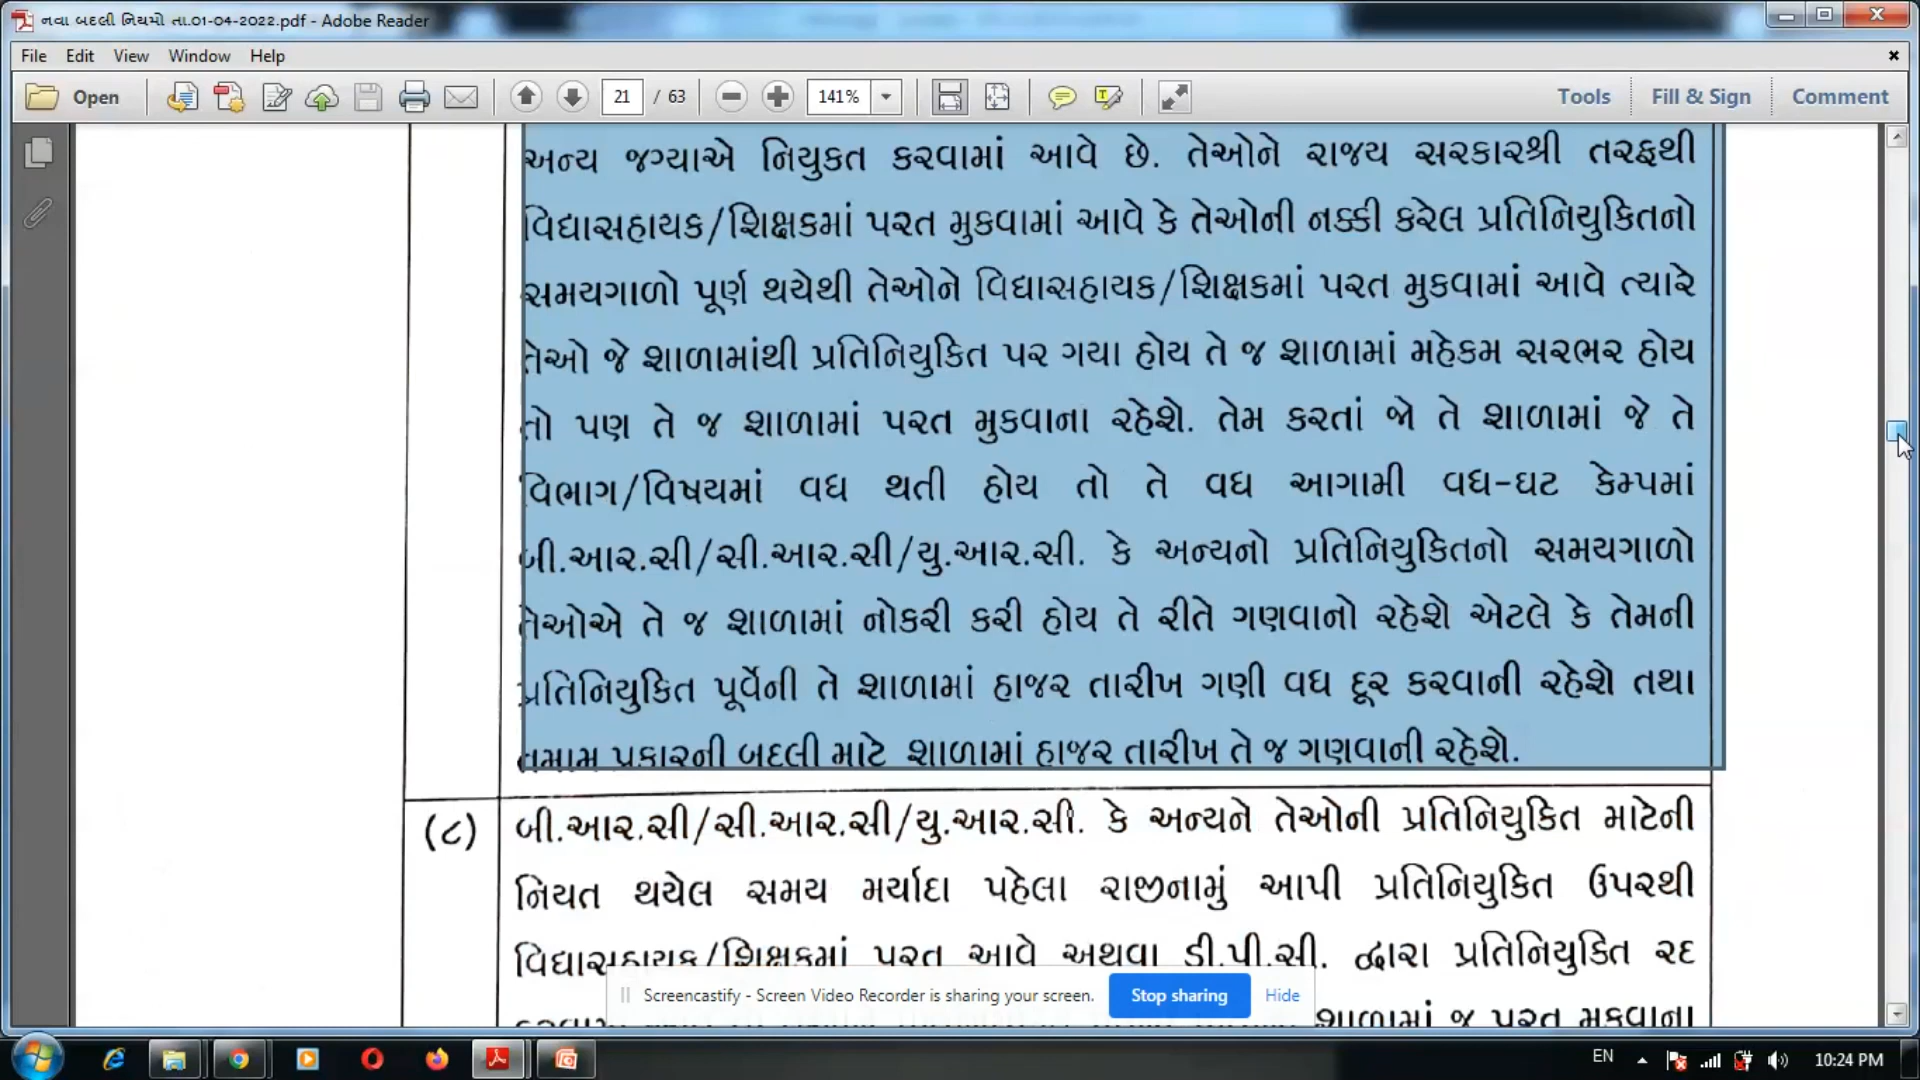 નવા બદલી નિયમો તા.01-04-2022.pdf - Adobe Reader
File Edit View Window Help
Open 21 / 63 141% Tools Fill & Sign Comment
અન્ય જગ્યાએ નિયુકત કરવામાં આવે છે. તેઓને રાજય સરકારશ્રી તરફથી
વિદ્યાસહાયક/શિક્ષકમાં પરત મુકવામાં આવે કે તેઓની નક્કી કરેલ પ્રતિનિયુકિતનો
સમયગાળો પૂર્ણ થયેથી તેઓને વિદ્યાસહાયક/શિક્ષકમાં પરત મુકવામાં આવે ત્યારે
તેઓ જે શાળામાંથી પ્રતિનિયુકિત પર ગયા હોય તે જ શાળામાં મહેકમ સરભર હોય
તો પણ તે જ શાળામાં પરત મુકવાના રહેશે. તેમ કરતાં જો તે શાળામાં જે તે
વિભાગ/વિષયમાં વધ થતી હોય તો તે વધ આગામી વધ-ઘટ કેમ્પમાં
બી.આર.સી/સી.આર.સી/યુ.આર.સી. કે અન્યનો પ્રતિનિયુકિતનો સમયગાળો
તેઓએ તે જ શાળામાં નોકરી કરી હોય તે રીતે ગણવાનો રહેશે એટલે કે તેમની
પ્રતિનિયુકિત પૂર્વેની તે શાળામાં હાજર તારીખ ગણી વધ દૂર કરવાની રહેશે તથા
તમામ પ્રકારની બદલી માટે શાળામાં હાજર તારીખ તે જ ગણવાની રહેશે.
(૮) બી.આર.સી/સી.આર.સી/યુ.આર.સી. કે અન્યને તેઓની પ્રતિનિયુકિત માટેની
નિયત થયેલ સમય મર્યાદા પહેલા રાજીનામું આપી પ્રતિનિયુકિત ઉપરથી
વિદ્યાસહાયક/શિક્ષકમાં પરત આવે અથવા ડી.પી.સી. દ્વારા પ્રતિનિયુકિત રદ
શાળામાં જ પરત મુકવાના
Screencastify - Screen Video Recorder is sharing your screen. Stop sharing Hide
EN 10:24 PM